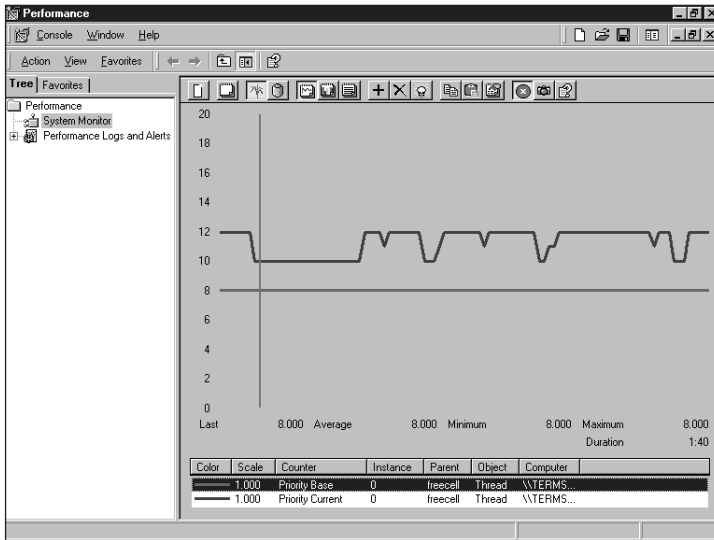 Performance
Console Window Help
Action View Favorites
Tree Favorites
Performance
System Monitor
Performance Logs and Alerts
20
18
16
14
12
10
8
6
4
2
0
Last 8.000 Average 8.000 Minimum 8.000 Maximum 8.000
Duration 1:40
Color Scale Counter Instance Parent Object Computer
1.000 Priority Base 0 freecell Thread \\TERMS...
1.000 Priority Current 0 freecell Thread \\TERMS...